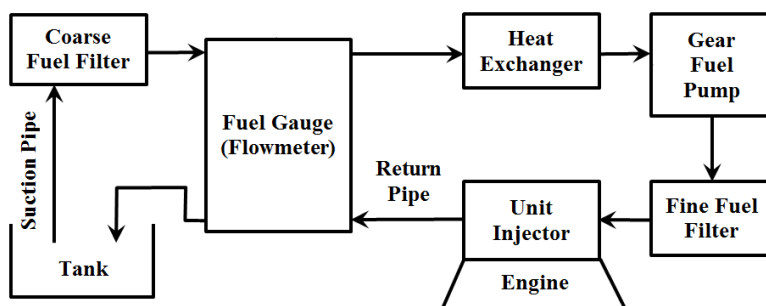 Coarse
Fuel Filter
Heat
Exchanger
Gear
Fuel
Pump
Fuel Gauge
(Flowmeter)
Suction Pipe
Return
Pipe
Unit
Injector
Fine Fuel
Filter
Tank
Engine